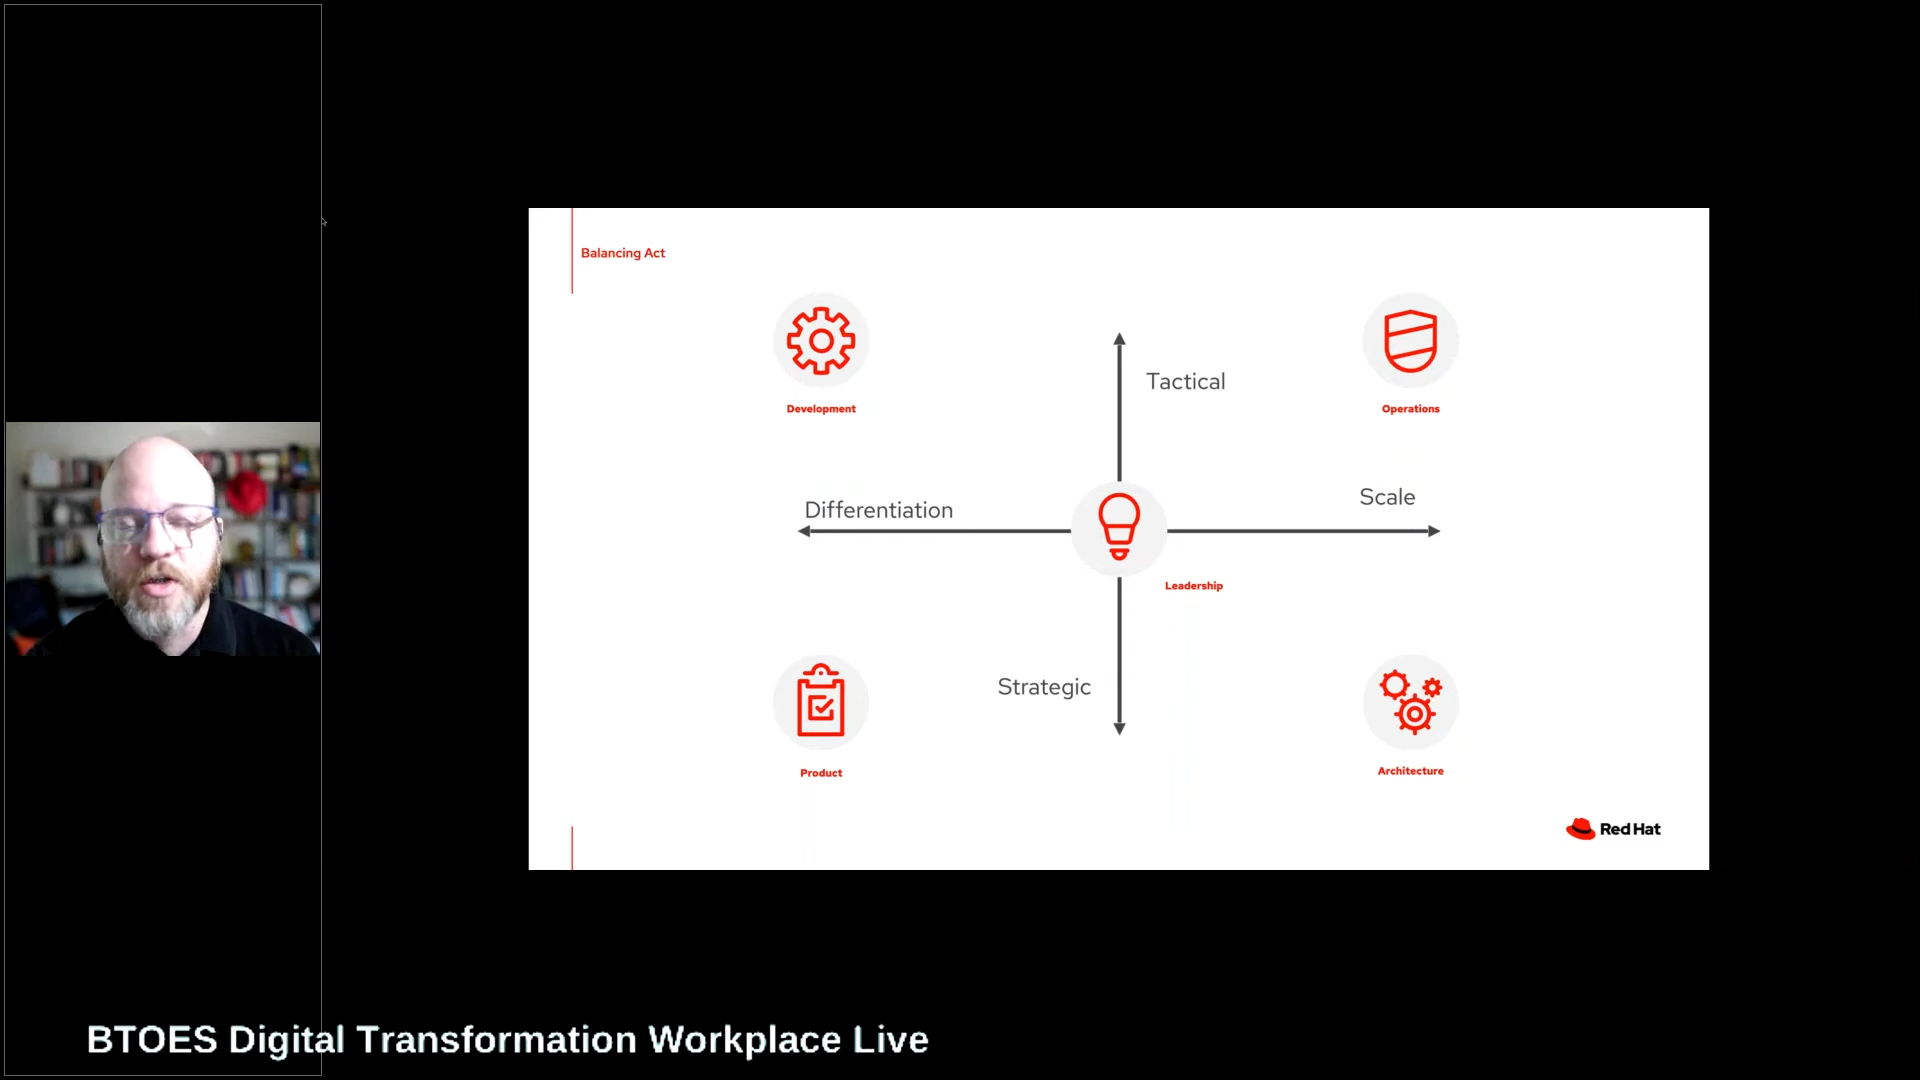 Balancing Act
Development
Operations
Tactical
Differentiation
Scale
Leadership
Strategic
Product
Architecture
Red Hat
BTOES Digital Transformation Workplace Live